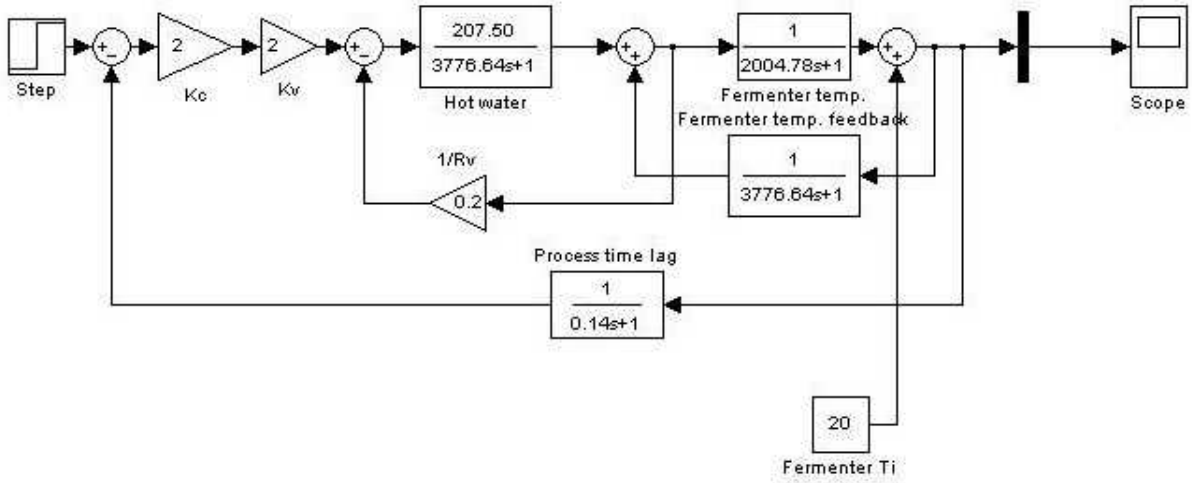 Step
+
−
2
Kc
2
Kv
+
−
207.50
3776.64s+1
Hot water
+
+
1
2004.78s+1
Fermenter temp.
+
+
Scope
Fermenter temp. feedback
1
3776.64s+1
1/Rv
0.2
Process time lag
1
0.14s+1
20
Fermenter Ti